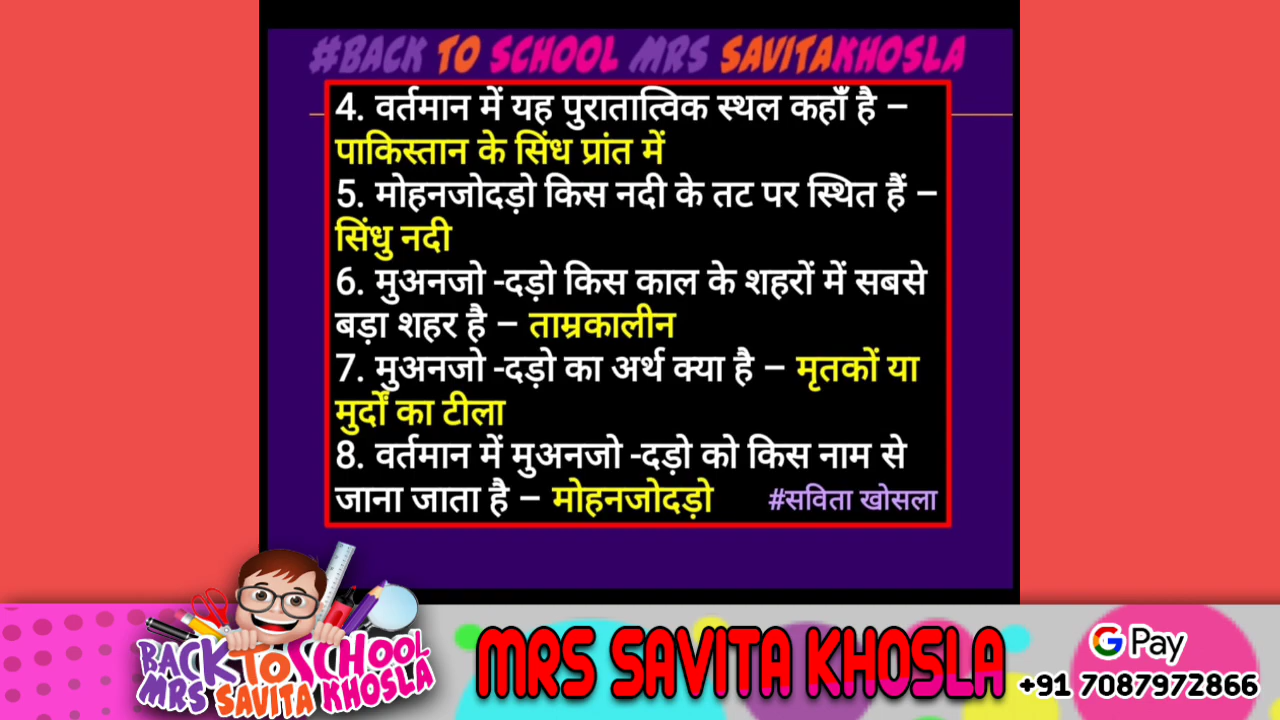 #BACK TO SCHOOL MRS SAVITAKHOSLA
4. वर्तमान में यह पुरातात्विक स्थल कहाँ है –
पाकिस्तान के सिंध प्रांत में
5. मोहनजोदड़ो किस नदी के तट पर स्थित हैं –
सिंधु नदी
6. मुअनजो -दड़ो किस काल के शहरों में सबसे
बड़ा शहर है – ताम्रकालीन
7. मुअनजो -दड़ो का अर्थ क्या है – मृतकों या
मुर्दों का टीला
8. वर्तमान में मुअनजो -दड़ो को किस नाम से
जाना जाता है – मोहनजोदड़ो #सविता खोसला
BACK TO SCHOOL
MRS SAVITA KHOSLA
MRS SAVITA KHOSLA
G Pay
+91 7087972866